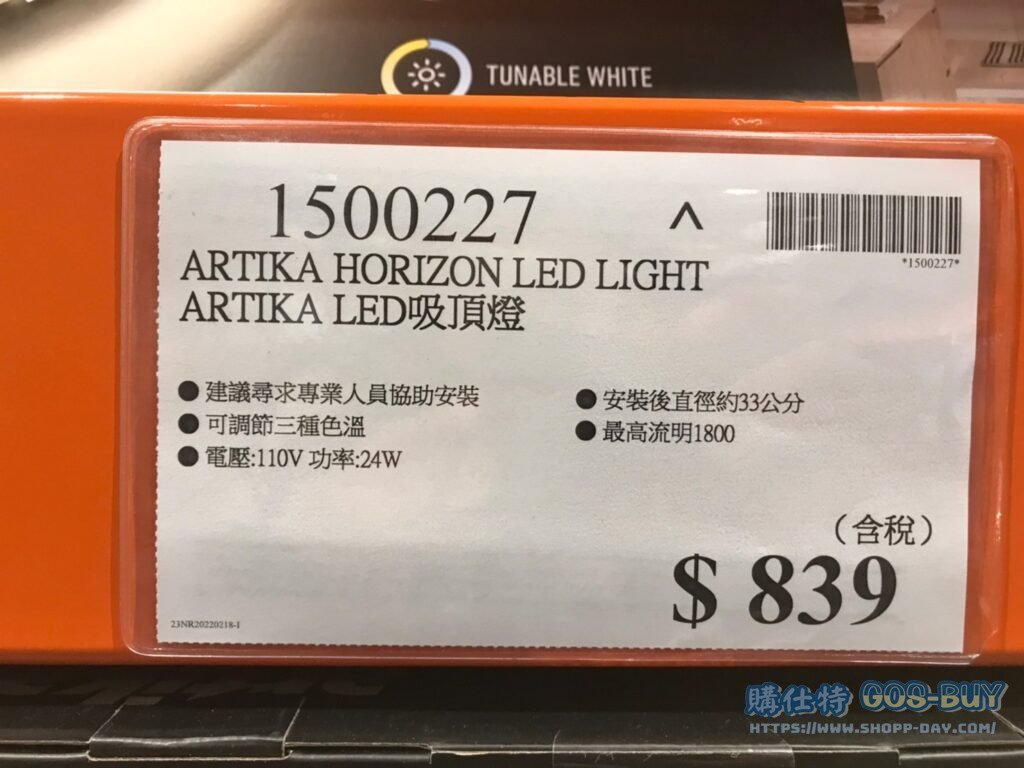 TUNABLE WHITE
1500227
^
*1500227*
ARTIKA HORIZON LED LIGHT
ARTIKA LED吸頂燈
●建議尋求專業人員協助安裝
●可調節三種色溫
●電壓:110V 功率:24W
●安裝後直徑約33公分
●最高流明1800
（含稅）
$ 839
23NR20220218-I
購仕特 GOS-BUY
HTTPS://WWW.SHOPP-DAY.COM/